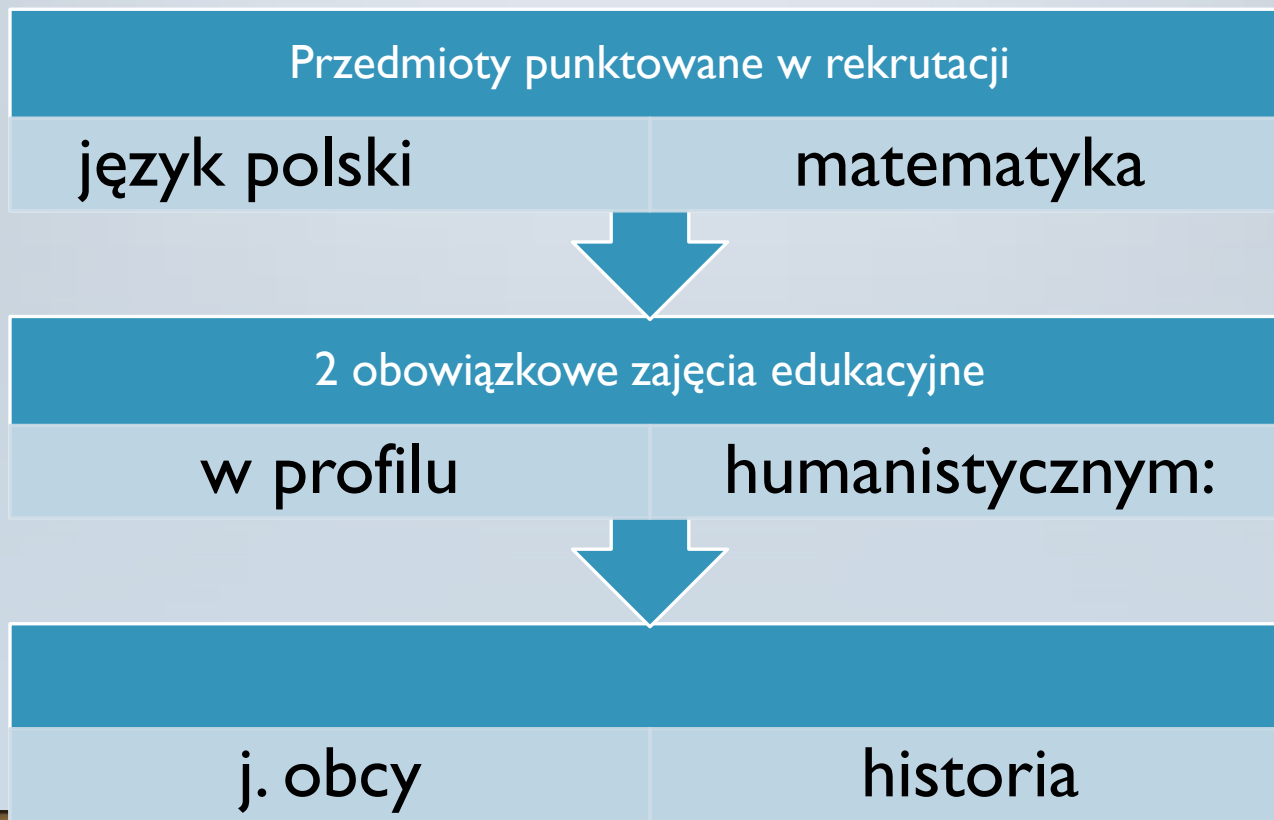 Przedmioty punktowane w rekrutacji
język polski matematyka
2 obowiązkowe zajęcia edukacyjne
w profilu humanistycznym:
j. obcy historia